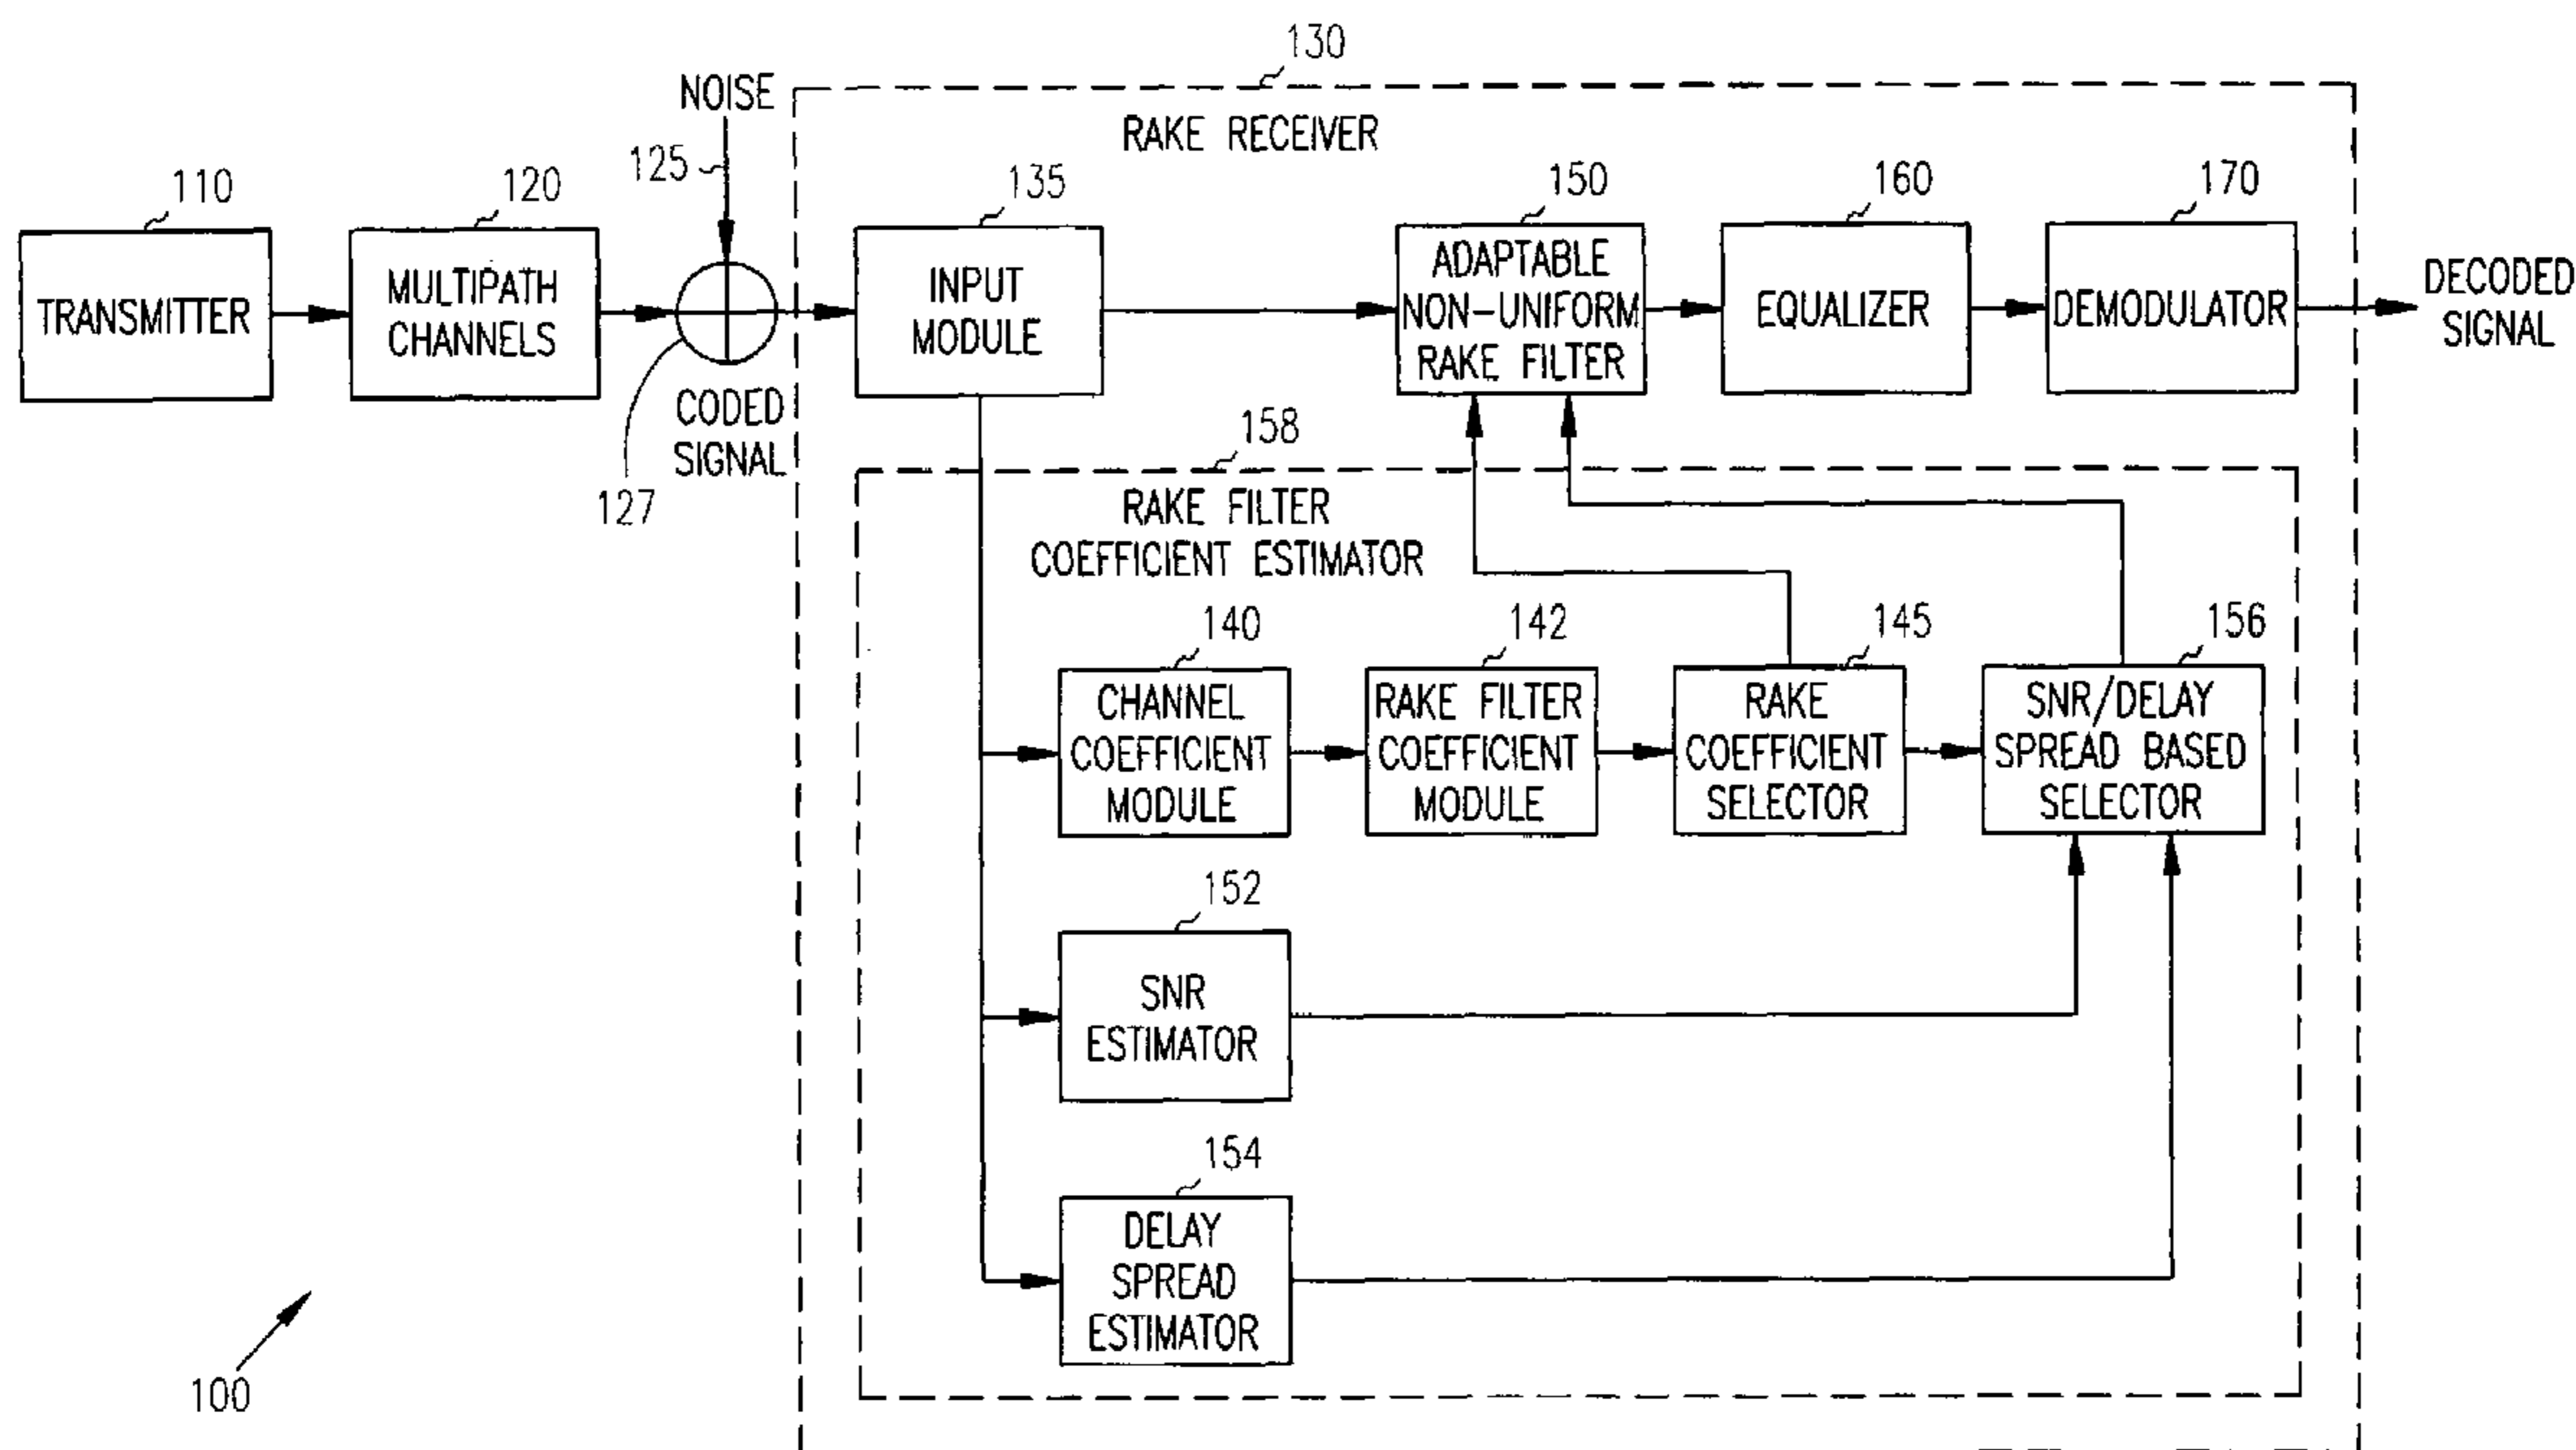 130
NOISE
RAKE RECEIVER
125
110
120
135
150
160
170
TRANSMITTER
MULTIPATH
CHANNELS
INPUT
MODULE
ADAPTABLE
NON-UNIFORM
RAKE FILTER
EQUALIZER
DEMODULATOR
DECODED
SIGNAL
CODED
SIGNAL
127
158
RAKE FILTER
COEFFICIENT ESTIMATOR
140
142
145
156
CHANNEL
COEFFICIENT
MODULE
RAKE FILTER
COEFFICIENT
MODULE
RAKE
COEFFICIENT
SELECTOR
SNR/DELAY
SPREAD BASED
SELECTOR
152
SNR
ESTIMATOR
154
DELAY
SPREAD
ESTIMATOR
100